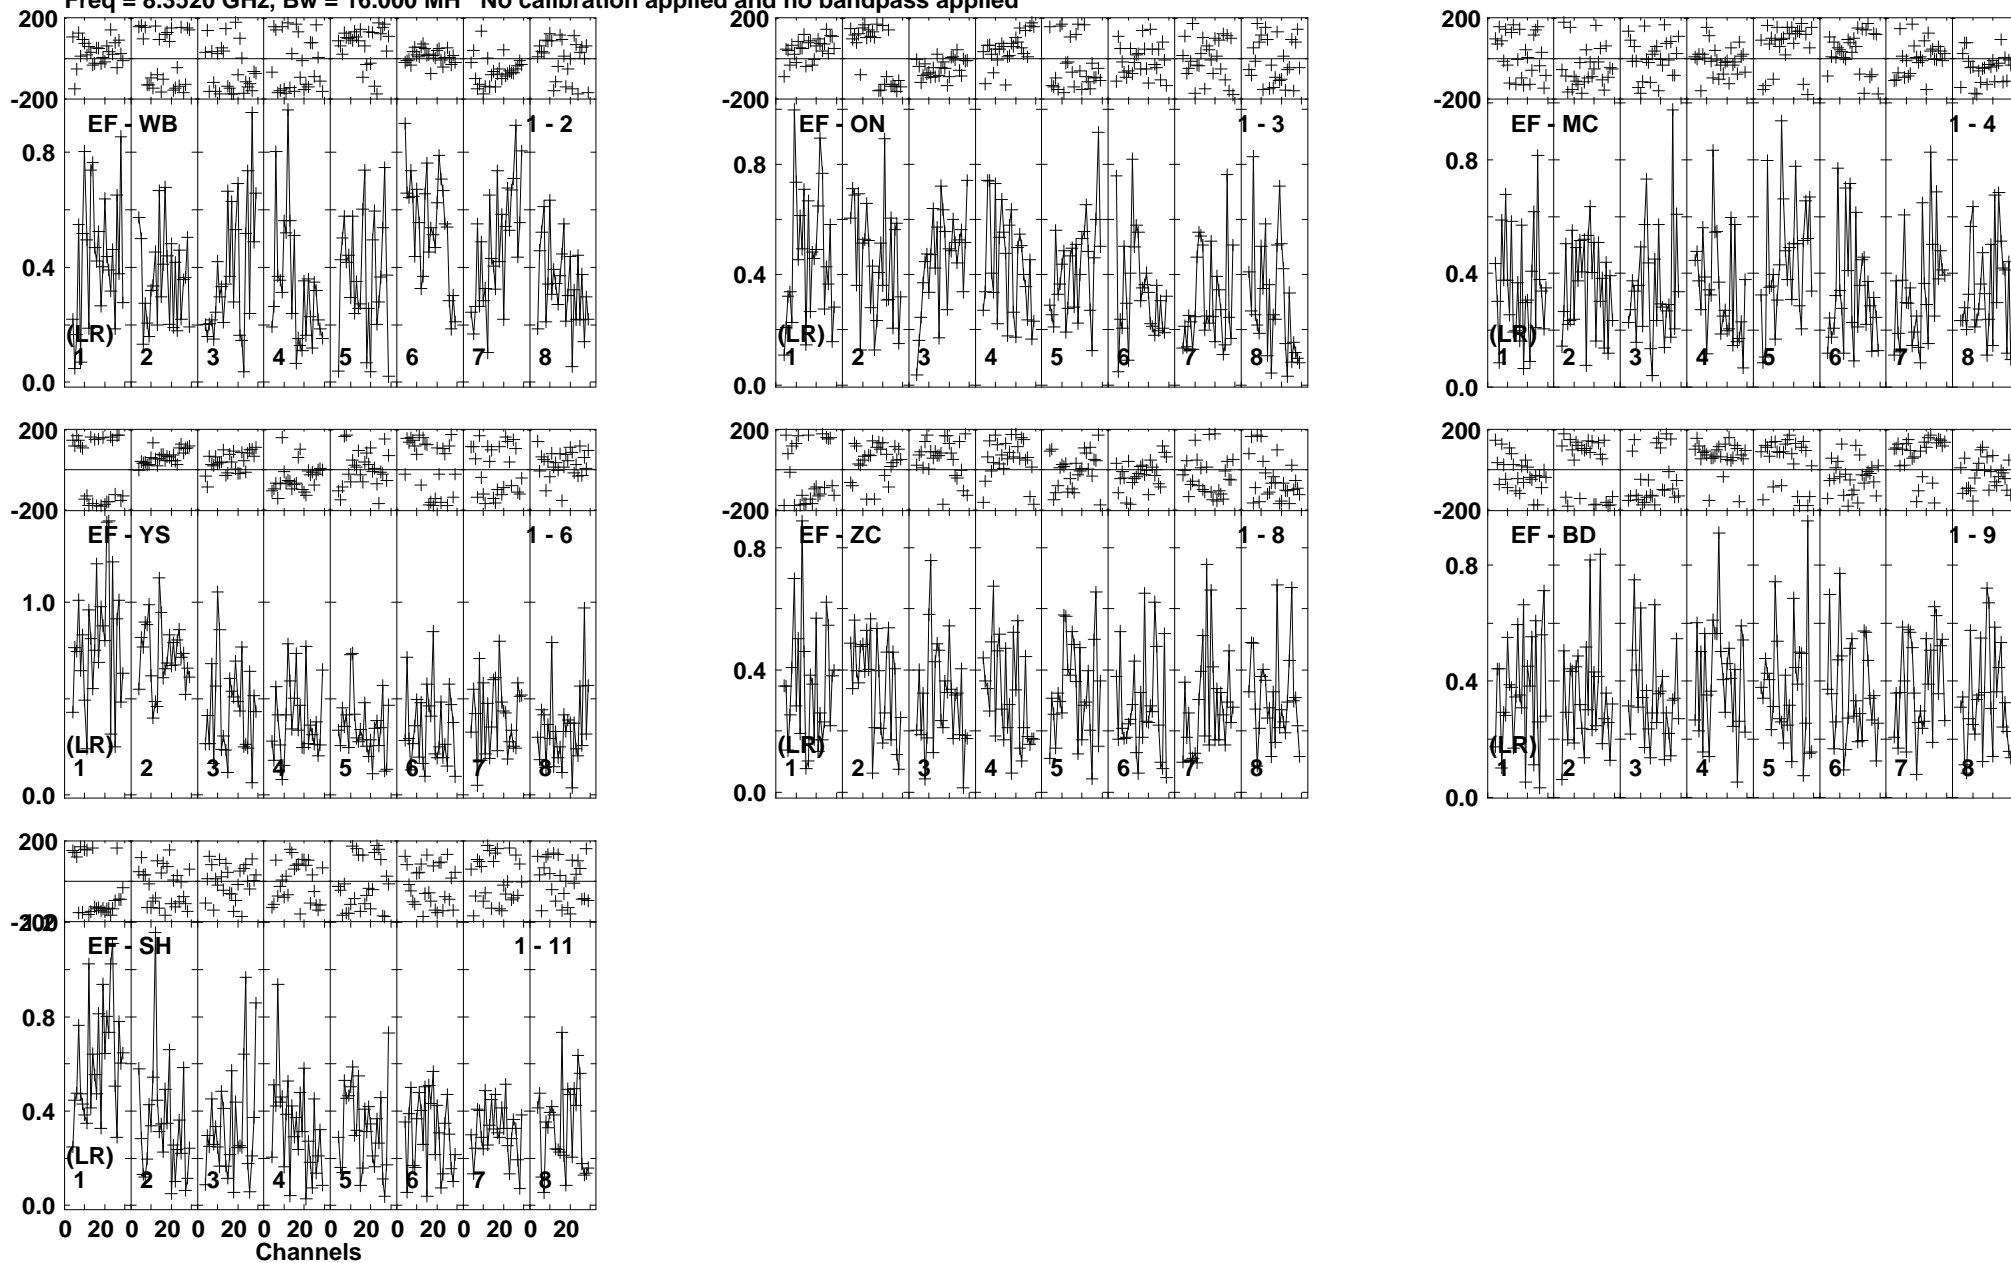 Freq = 8.3520 GHz, Bw = 16.000 MH No calibration applied and no bandpass applied
200 200 200
-200 -200 -200
EF - WB 1 - 2 EF - ON 1 - 3 EF - MC 1 - 4
0.8 0.8 0.8
0.4 0.4 0.4
(LR) (LR) (LR)
1 2 3 4 5 6 7 8 1 2 3 4 5 6 7 8 1 2 3 4 5 6 7 8
0.0 0.0 0.0
200 200 200
-200 -200 -200
EF - YS 1 - 6 EF - ZC 1 - 8 EF - BD 1 - 9
1.0 0.8 0.8
0.4 0.4
(LR) (LR) (LR)
1 2 3 4 5 6 7 8 1 2 3 4 5 6 7 8 1 2 3 4 5 6 7 8
0.0 0.0 0.0
200
-200
1.2
EF - SH 1 - 11
0.8
0.4
(LR)
1 2 3 4 5 6 7 8
0.0
0 20 0 20 0 20 0 20 0 20 0 20 0 20 0 20
Channels